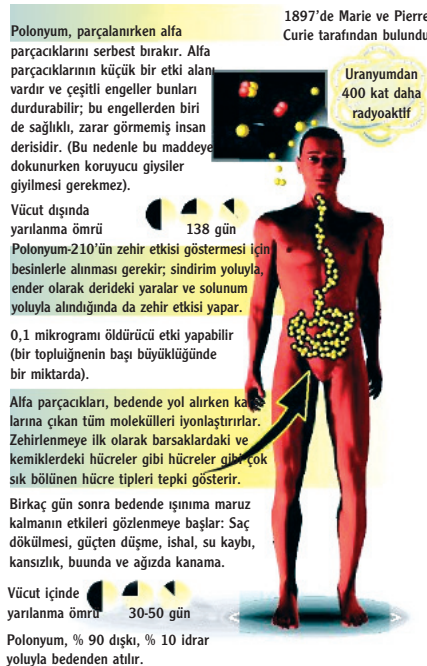 1897’de Marie ve Pierre
Curie tarafından bulundu
Uranyumdan
400 kat daha
radyoaktif
Polonyum, parçalanırken alfa
parçacıklarını serbest bırakır. Alfa
parçacıklarının küçük bir etki alanı
vardır ve çeşitli engeller bunları
durdurabilir; bu engellerden biri
de sağlıklı, zarar görmemiş insan
derisidir. (Bu nedenle bu maddeye
dokunurken koruyucu giysiler
giyilmesi gerekmez).
Vücut dışında
yarılanma ömrü 138 gün
Polonyum-210’ün zehir etkisi göstermesi için
besinlerle alınması gerekir; sindirim yoluyla,
ender olarak derideki yaralar ve solunum
yoluyla alındığında da zehir etkisi yapar.
0,1 mikrogramı öldürücü etki yapabilir
(bir topluiğnenin başı büyüklüğünde
bir miktarda).
Alfa parçacıkları, bedende yol alırken
larına çıkan tüm molekülleri iyonlaştırırlar.
Zehirlenmeye ilk olarak barsaklardaki ve
kemiklerdeki hücreler gibi hücreler gibi çok
sık bölünen hücre tipleri tepki gösterir.
Birkaç gün sonra bedende ışınıma maruz
kalmanın etkileri gözlenmeye başlar: Saç
dökülmesi, güçten düşme, ishal, su kaybı,
kansızlık, buunda ve ağızda kanama.
Vücut içinde
yarılanma ömrü 30-50 gün
Polonyum, % 90 dışkı, % 10 idrar
yoluyla bedenden atılır.